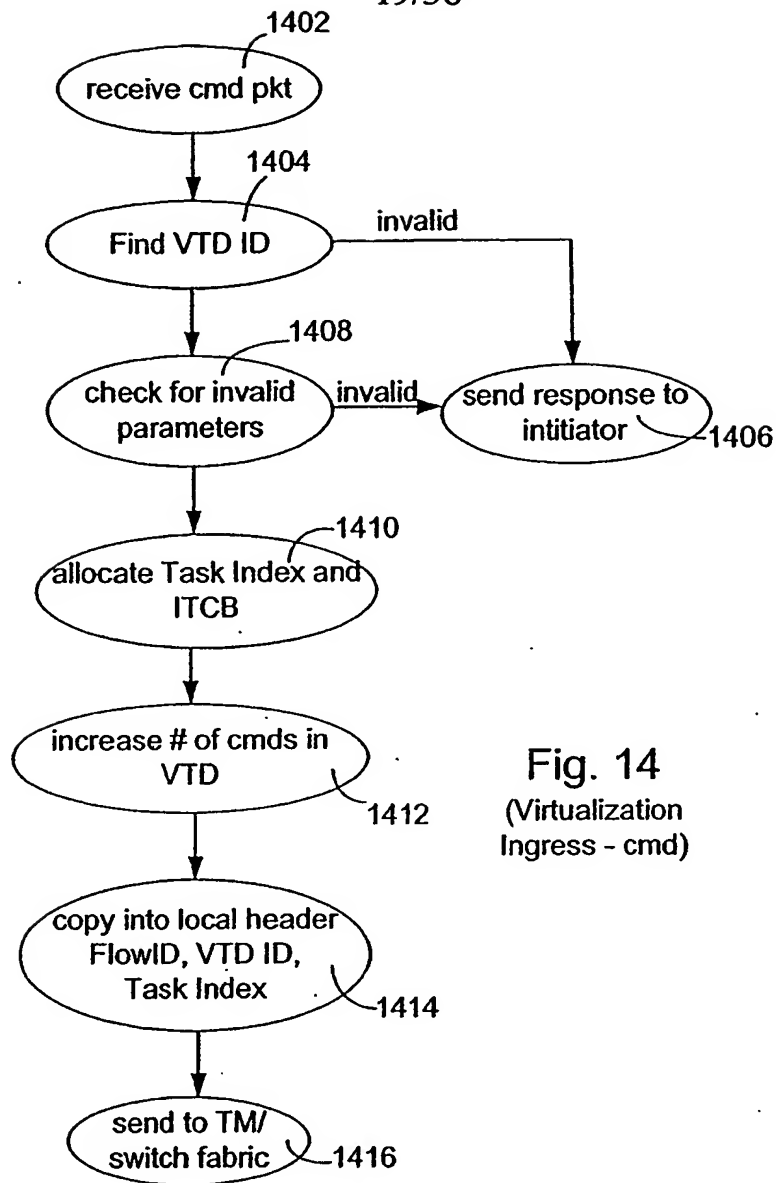 1402
receive cmd pkt
1404
Find VTD ID
invalid
1408
check for invalid
parameters
invalid
send response to
intitiator
1406
1410
allocate Task Index and
ITCB
increase # of cmds in
VTD
1412
Fig. 14
(Virtualization
Ingress - cmd)
copy into local header
FlowID, VTD ID,
Task Index
1414
send to TM/
switch fabric
1416